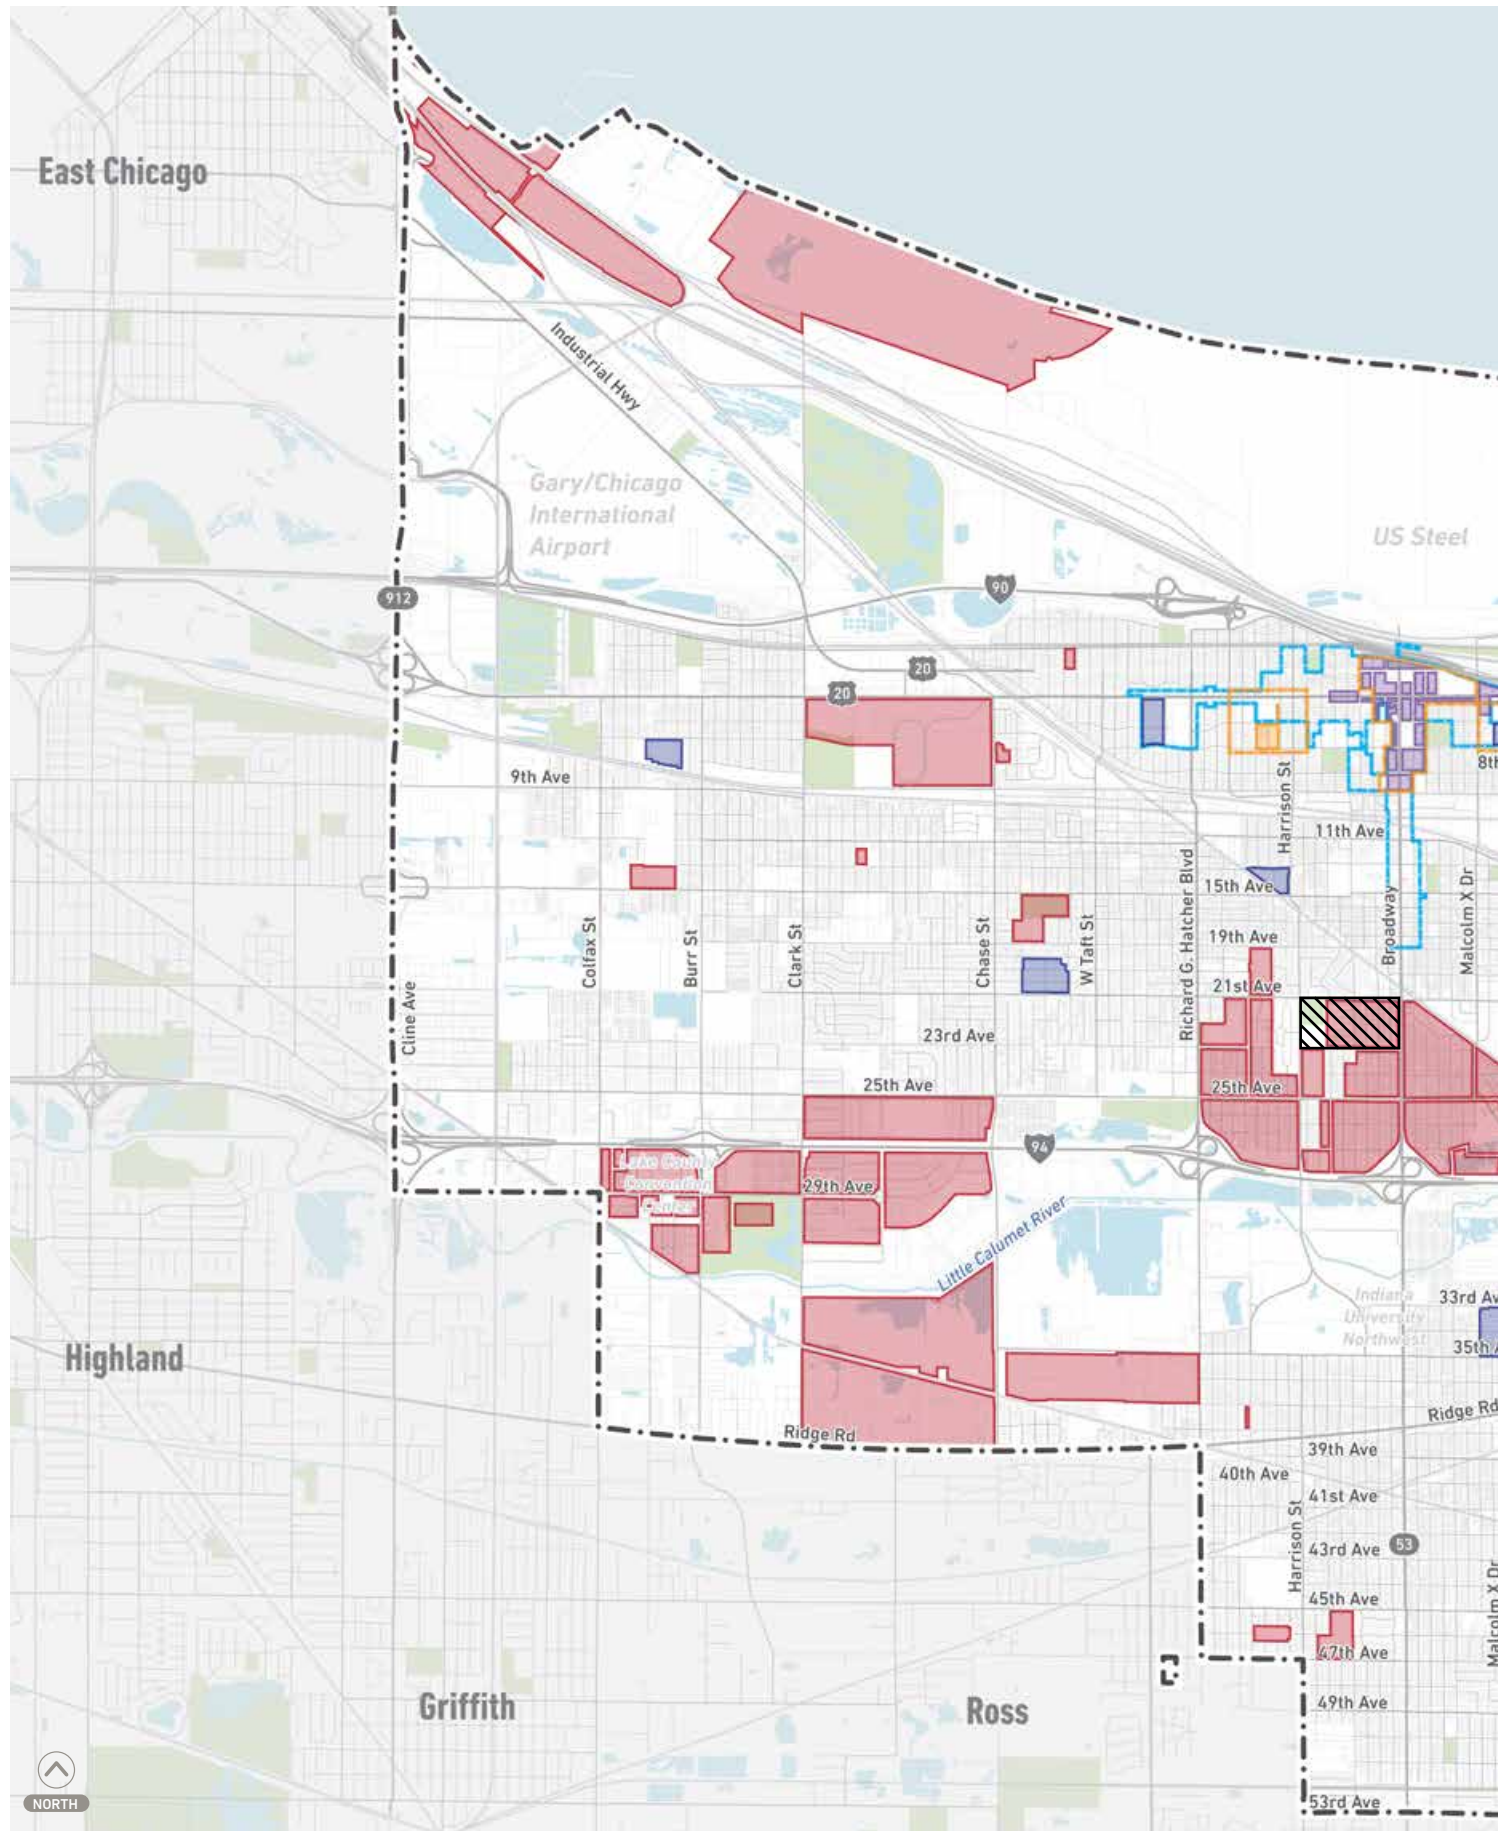 East Chicago
Industrial Hwy
Gary/Chicago
International
Airport
US Steel
90
912
20
20
9th Ave
8th
Harrison St
11th Ave
15th Ave
Richard G. Hatcher Blvd
Broadway
Malcolm X Dr
Colfax St
Burr St
Clark St
Chase St
W Taft St
19th Ave
21st Ave
Cline Ave
23rd Ave
25th Ave
25th Ave
94
Lake County
Convention
Center
29th Ave
Little Calumet River
Indiana
University
Northwest
33rd Av
35th A
Highland
Ridge Rd
Ridge Rd
39th Ave
40th Ave
41st Ave
Harrison St
43rd Ave
53
45th Ave
Malcolm X Dr
47th Ave
49th Ave
Griffith
Ross
NORTH
53rd Ave